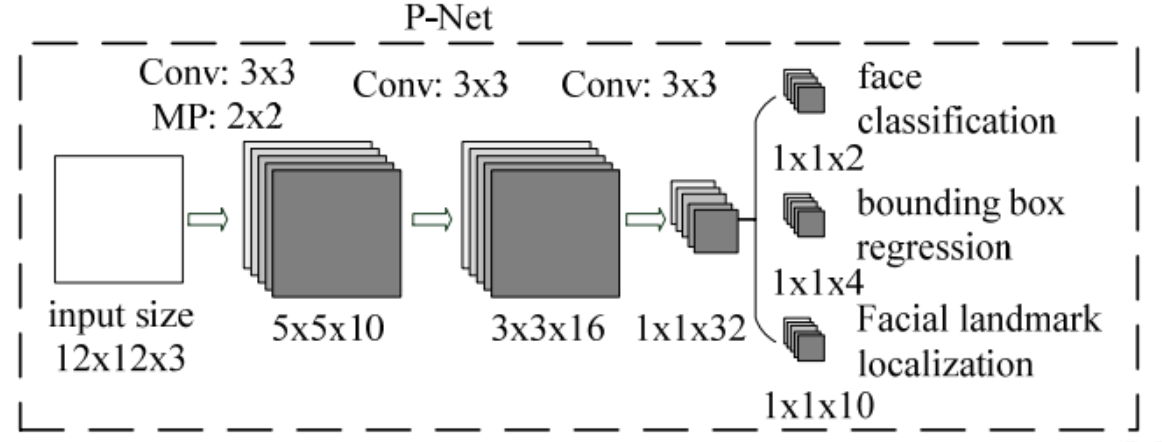 P-Net
Conv: 3x3
MP: 2x2
Conv: 3x3
Conv: 3x3
input size
12x12x3
5x5x10
3x3x16
1x1x32
face
classification
1x1x2
bounding box
regression
1x1x4
Facial landmark
localization
1x1x10